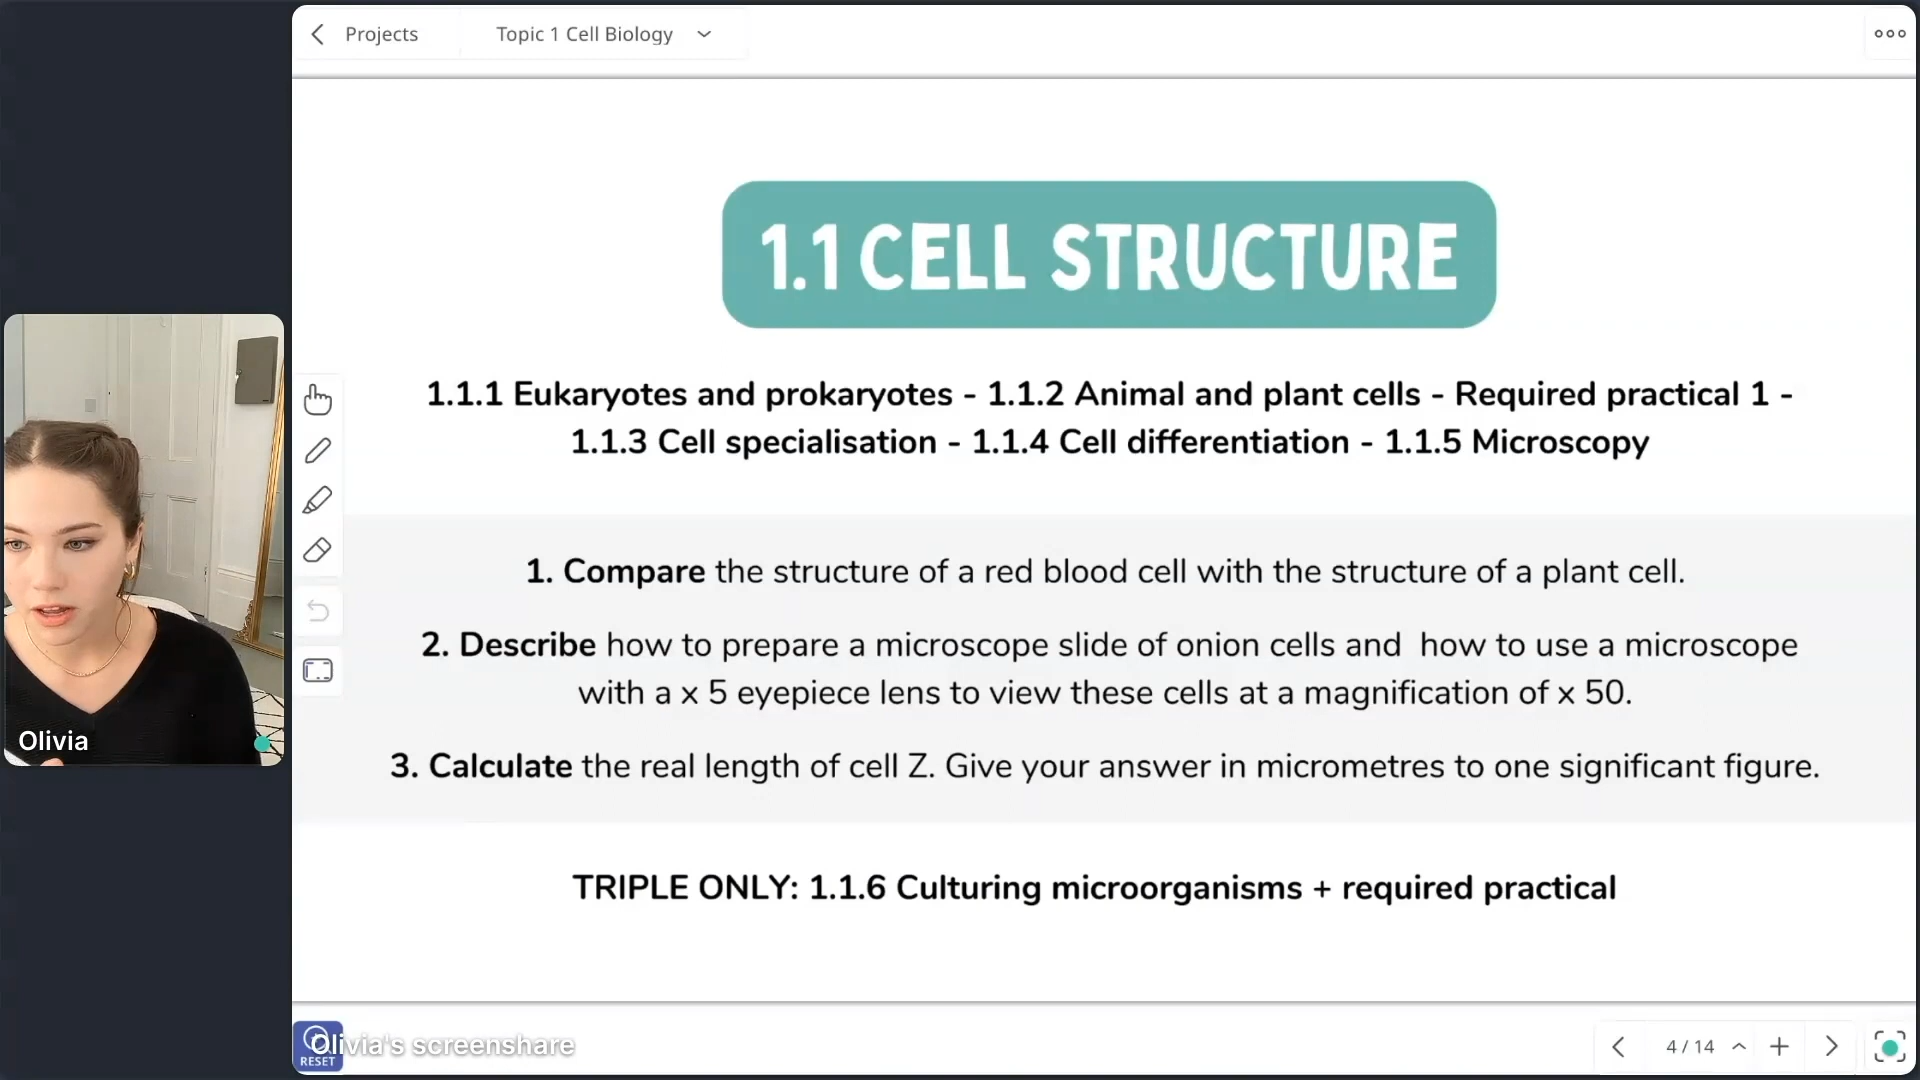 Projects
Topic 1 Cell Biology
1.1 CELL STRUCTURE
1.1.1 Eukaryotes and prokaryotes - 1.1.2 Animal and plant cells - Required practical 1 -
1.1.3 Cell specialisation - 1.1.4 Cell differentiation - 1.1.5 Microscopy
1. Compare the structure of a red blood cell with the structure of a plant cell.
2. Describe how to prepare a microscope slide of onion cells and how to use a microscope
with a x 5 eyepiece lens to view these cells at a magnification of x 50.
3. Calculate the real length of cell Z. Give your answer in micrometres to one significant figure.
TRIPLE ONLY: 1.1.6 Culturing microorganisms + required practical
Olivia
Olivia's screenshare
RESET
4 / 14